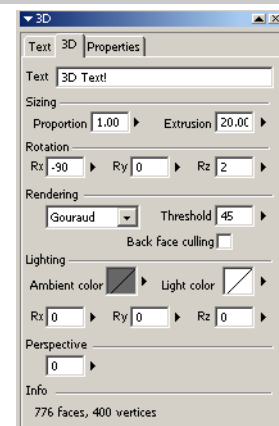 3D
Text 3D Properties
Text 3D Text!
Sizing
Proportion 1.00 Extrusion 20.0C
Rotation
Rx -90 Ry 0 Rz 2
Rendering
Gouraud Threshold 45
Back face culling
Lighting
Ambient color Light color
Rx 0 Ry 0 Rz 0
Perspective
0
Info
776 faces, 400 vertices